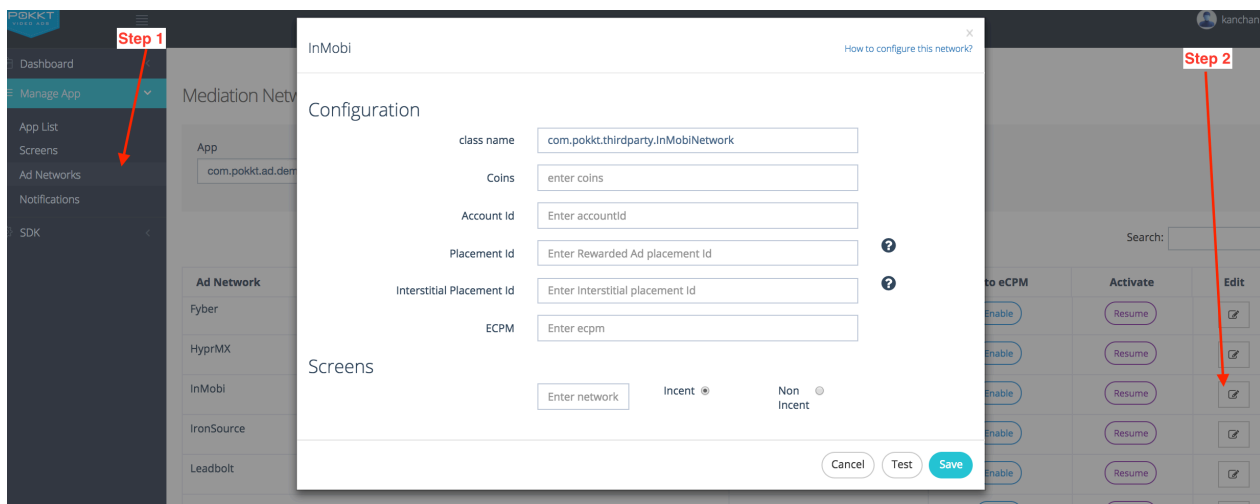 POKKT
VIDEO ADS
Step 1
kanchan
Step 2
Dashboard
Manage App
App List
Screens
Ad Networks
Notifications
SDK
Mediation Netw
App
com.pokkt.ad.dem
Search:
InMobi
×
How to configure this network?
Configuration
class name com.pokkt.thirdparty.InMobiNetwork
Coins enter coins
Account Id Enter accountId
Placement Id Enter Rewarded Ad placement Id ?
Interstitial Placement Id Enter Interstitial placement Id ?
ECPM Enter ecpm
Screens
Enter network Incent Non Incent
Cancel Test Save
Ad Network to eCPM Activate Edit
Fyber Enable Resume
HyprMX Enable Resume
InMobi Enable Resume
IronSource Enable Resume
Leadbolt Enable Resume